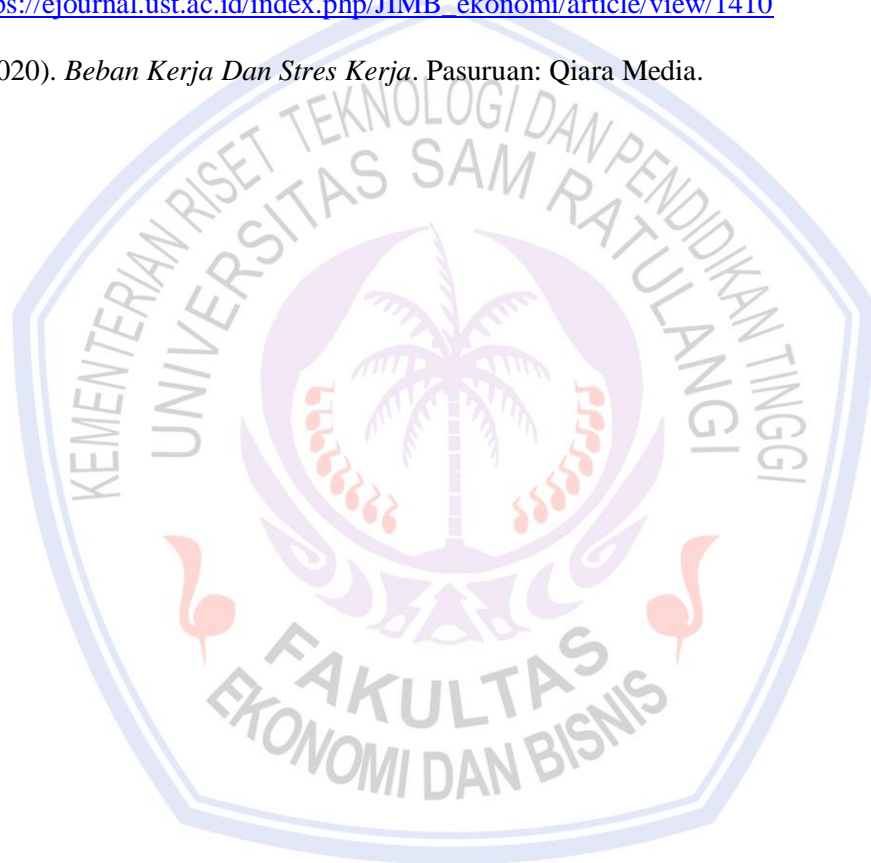 ps://ejournal.ust.ac.id/index.php/JIMB_ekonomi/article/view/1410
020). Beban Kerja Dan Stres Kerja. Pasuruan: Qiara Media.
KEMENTERIAN RISET TEKNOLOGI DAN PENDIDIKAN TINGGI
UNIVERSITAS SAM RATULANGI
FAKULTAS
EKONOMI DAN BISNIS